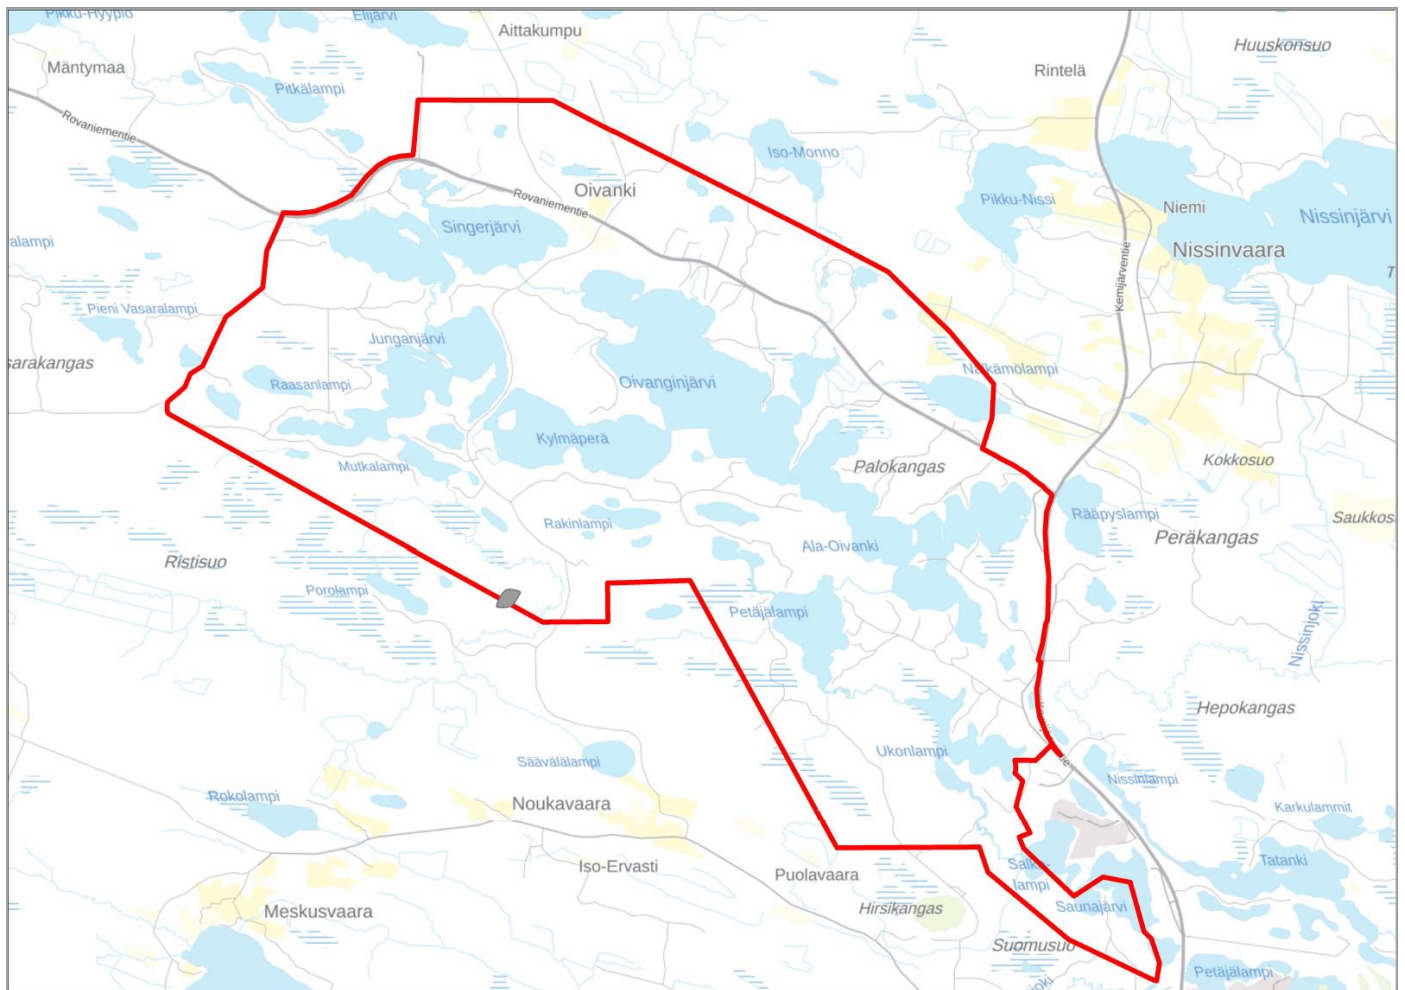 Pikku-Hyypiö
Elijärvi
Aittakumpu
Huuskonsuo
Mäntymaa
Rintelä
Pitkälampi
Rovaniementie
Iso-Monno
Oivanki
Rovaniementie
Pikku-Nissi
Niemi
Nissinjärvi
Singerjärvi
alampi
Nissinvaara
Kemijärventie
Pieni Vasaralampi
Junganjärvi
sarakangas
Nälkämölampi
Raasanlampi
Oivanginjärvi
Kylmäperä
Mutkalampi
Palokangas
Kokkosuo
Rakinlampi
Rääpyslampi
Saukkos
Ala-Oivanki
Peräkangas
Ristisuo
Porolampi
Petäjälampi
Nissinjoki
Hepokangas
Ukonlampi
Säävälälampi
Nissinlampi
Rokolampi
Noukavaara
Karkulammit
Iso-Ervasti
Puolavaara
Salko-
lampi
Tatanki
Meskusvaara
Hirsikangas
Saunajärvi
Suomusuo
Petäjälampi